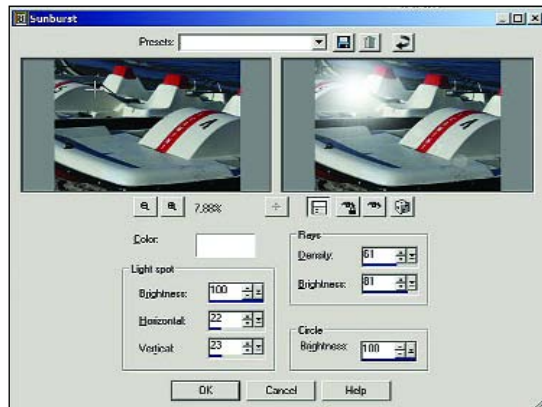 Sunburst
Presets:
7.88%
Color:
Light spot
Brightness: 100
Horizontal: 22
Vertical: 23
Rays
Density: 61
Brightness: 81
Circle
Brightness: 100
OK
Cancel
Help